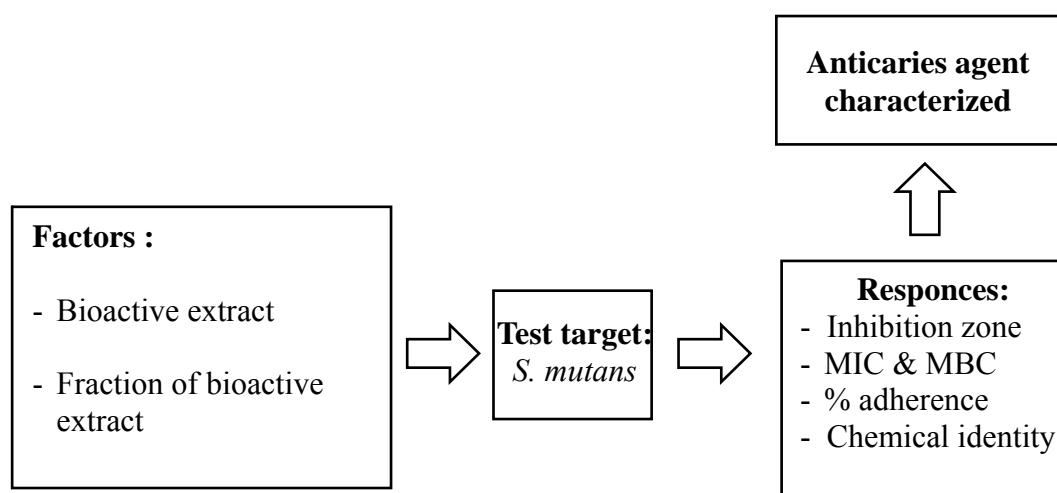 Anticaries agent
characterized
Factors :
- Bioactive extract
- Fraction of bioactive
extract
Test target:
S. mutans
Responces:
- Inhibition zone
- MIC & MBC
- % adherence
- Chemical identity